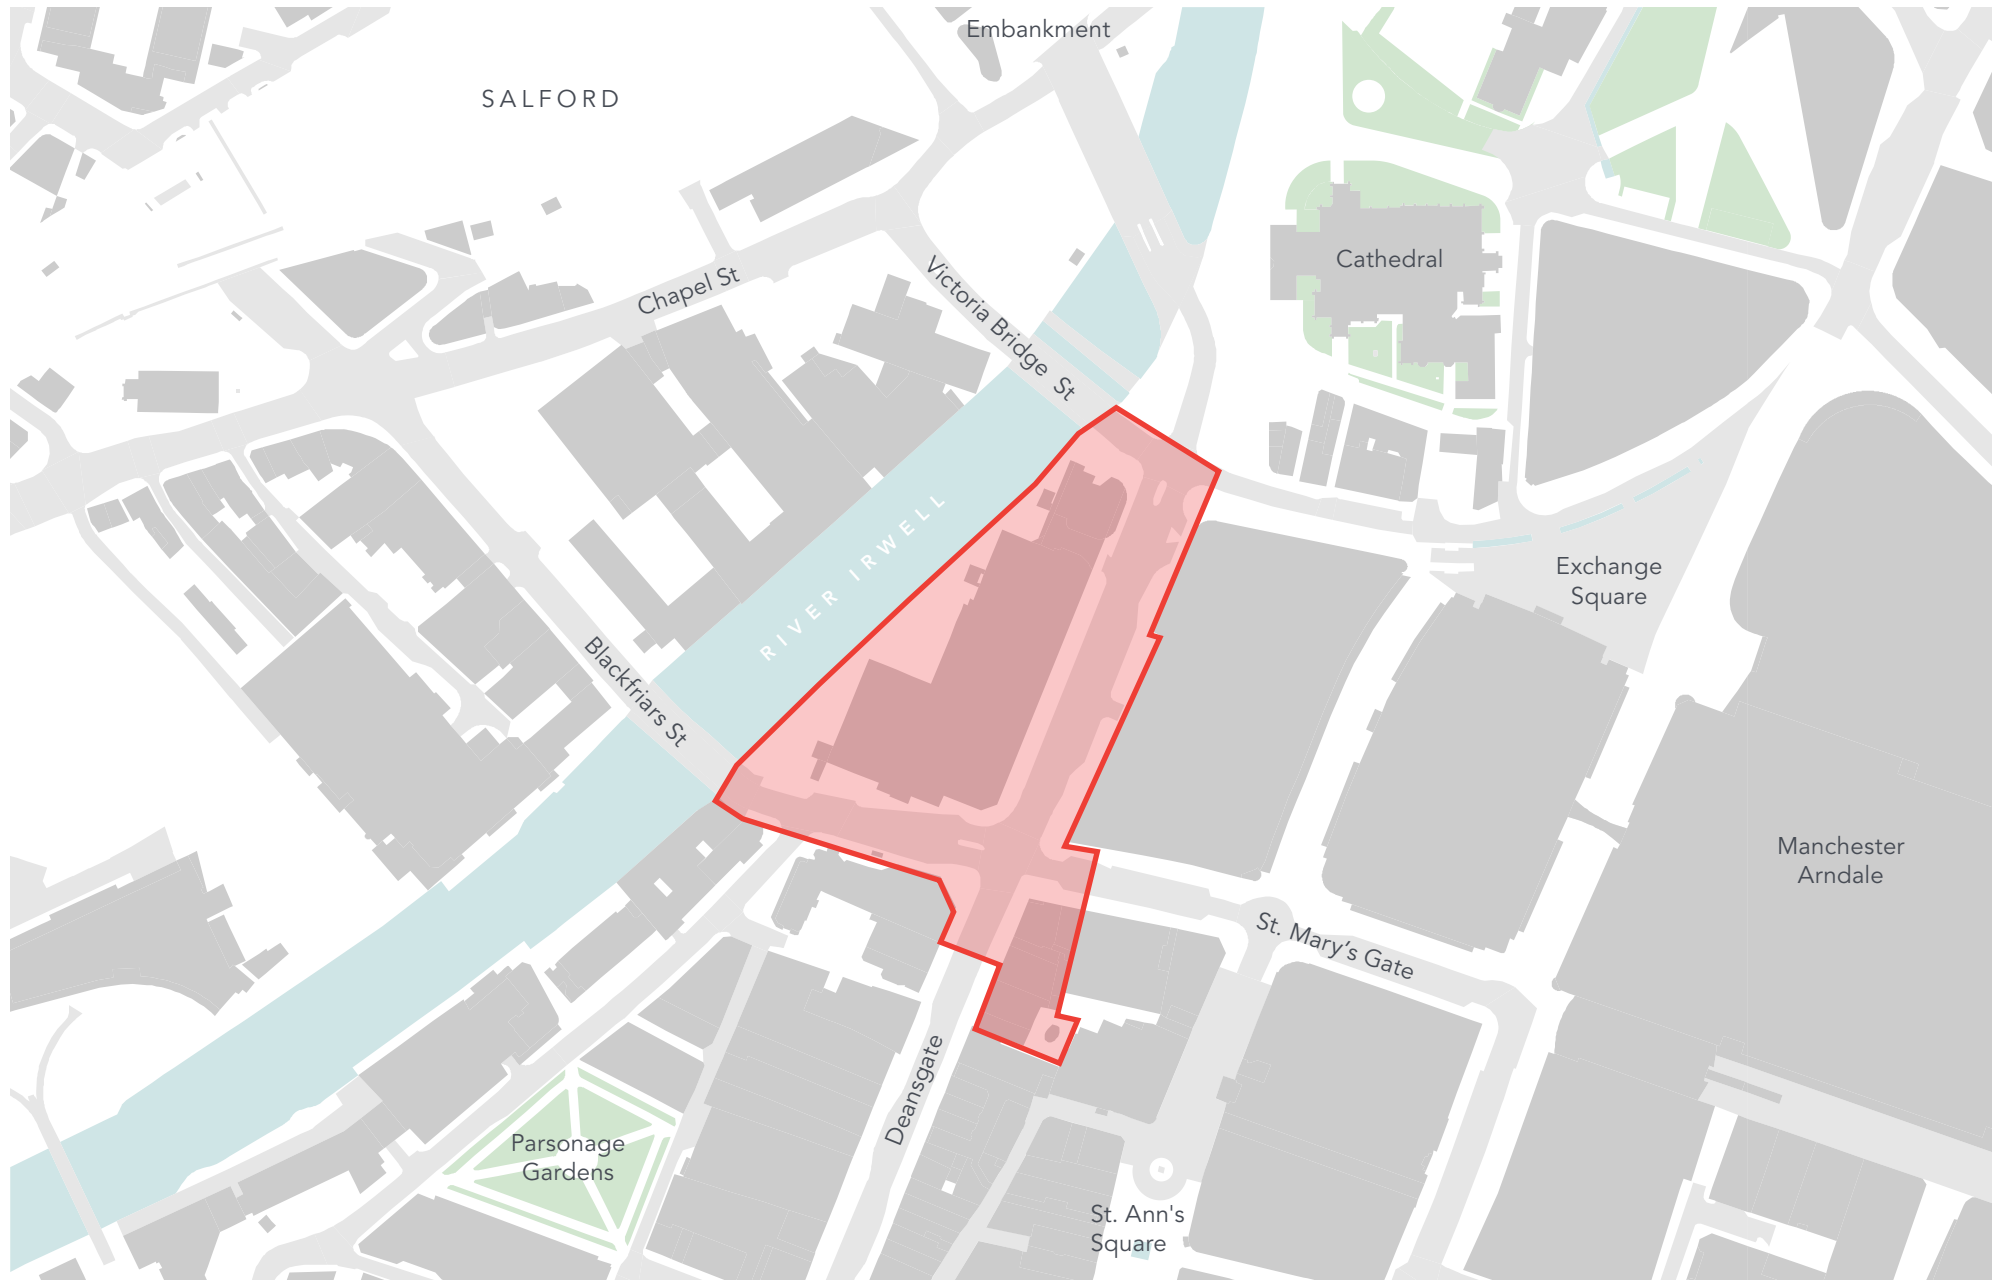 Embankment
SALFORD
Chapel St
Victoria Bridge St
Cathedral
RIVER IRWELL
Exchange
Square
Blackfriars St
Manchester
Arndale
St. Mary's Gate
Deansgate
Parsonage
Gardens
St. Ann's
Square